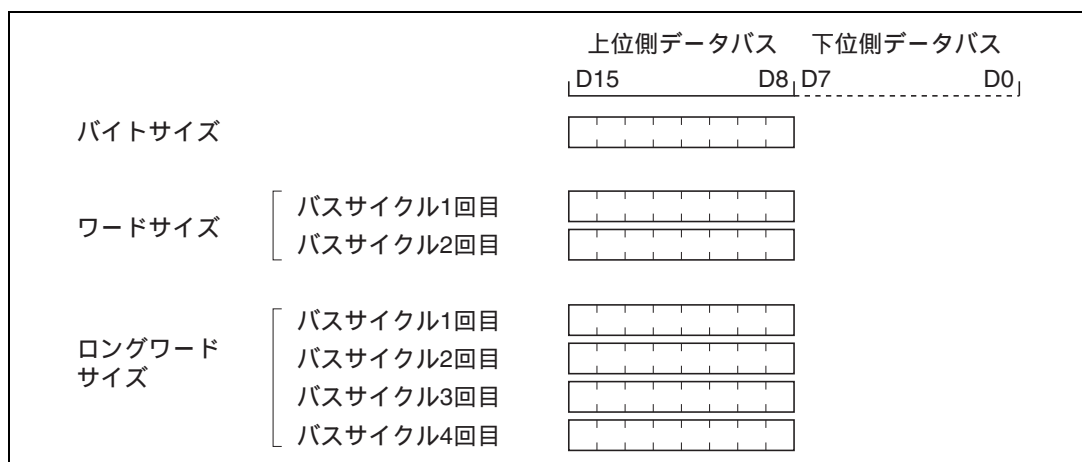 上位側データバス 下位側データバス
D15 D8 D7 D0
バイトサイズ
ワードサイズ
バスサイクル1回目
バスサイクル2回目
ロングワード
サイズ
バスサイクル1回目
バスサイクル2回目
バスサイクル3回目
バスサイクル4回目